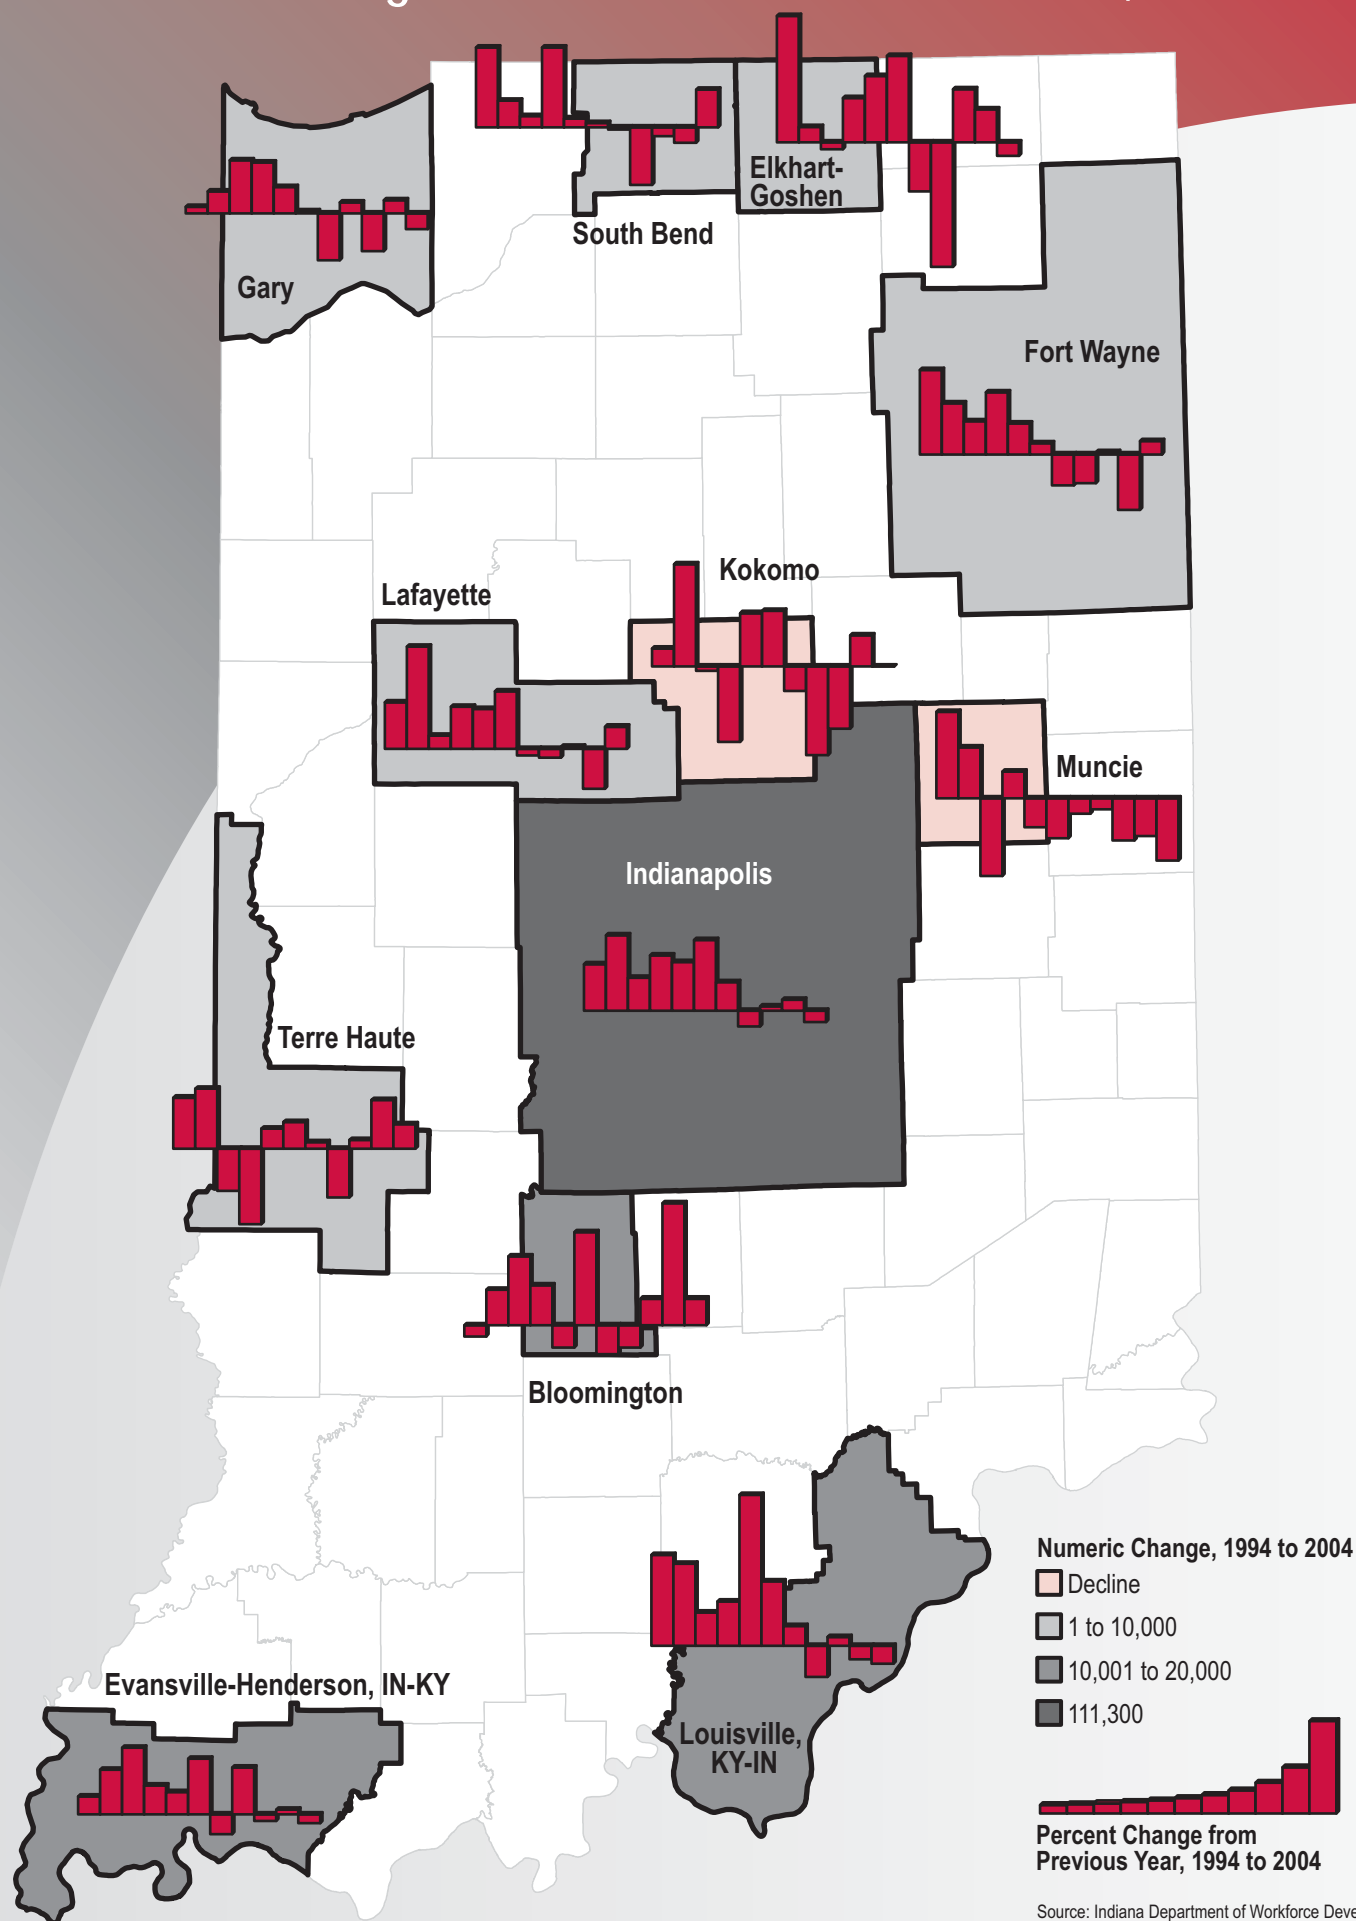 Elkhart-
Goshen
South Bend
Gary
Fort Wayne
Kokomo
Lafayette
Muncie
Indianapolis
Terre Haute
Bloomington
Evansville-Henderson, IN-KY
Louisville,
KY-IN
Numeric Change, 1994 to 2004
Decline
1 to 10,000
10,001 to 20,000
111,300
Percent Change from
Previous Year, 1994 to 2004
Source: Indiana Department of Workforce